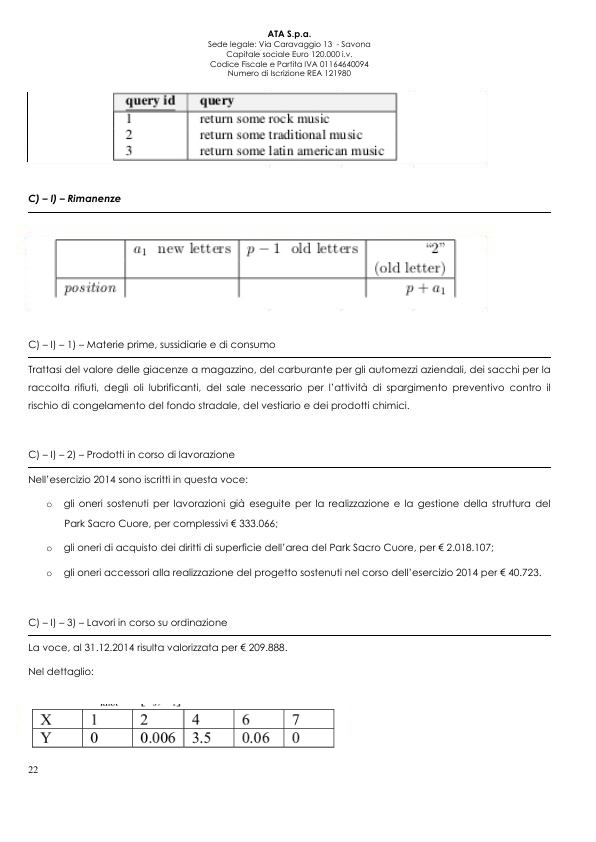 ATA S.p.a.
Sede legale: Via Caravaggio 13 - Savona
Capitale sociale Euro 120.000 i.v.
Codice Fiscale e Partita IVA 01164640094
Numero di Iscrizione REA 121980
query id query
1 return some rock music
2 return some traditional music
3 return some latin american music
C) – I) – Rimanenze
a₁ new letters p − 1 old letters “2”
(old letter)
position p + a₁
C) – I) – 1) – Materie prime, sussidiarie e di consumo
Trattasi del valore delle giacenze a magazzino, del carburante per gli automezzi aziendali, dei sacchi per la
raccolta rifiuti, degli oli lubrificanti, del sale necessario per l’attività di spargimento preventivo contro il
rischio di congelamento del fondo stradale, del vestiario e dei prodotti chimici.
C) – I) – 2) – Prodotti in corso di lavorazione
Nell’esercizio 2014 sono iscritti in questa voce:
o gli oneri sostenuti per lavorazioni già eseguite per la realizzazione e la gestione della struttura del
Park Sacro Cuore, per complessivi € 333.066;
o gli oneri di acquisto dei diritti di superficie dell’area del Park Sacro Cuore, per € 2.018.107;
o gli oneri accessori alla realizzazione del progetto sostenuti nel corso dell’esercizio 2014 per € 40.723.
C) – I) – 3) – Lavori in corso su ordinazione
La voce, al 31.12.2014 risulta valorizzata per € 209.888.
Nel dettaglio:
X 1 2 4 6 7
Y 0 0.006 3.5 0.06 0
22